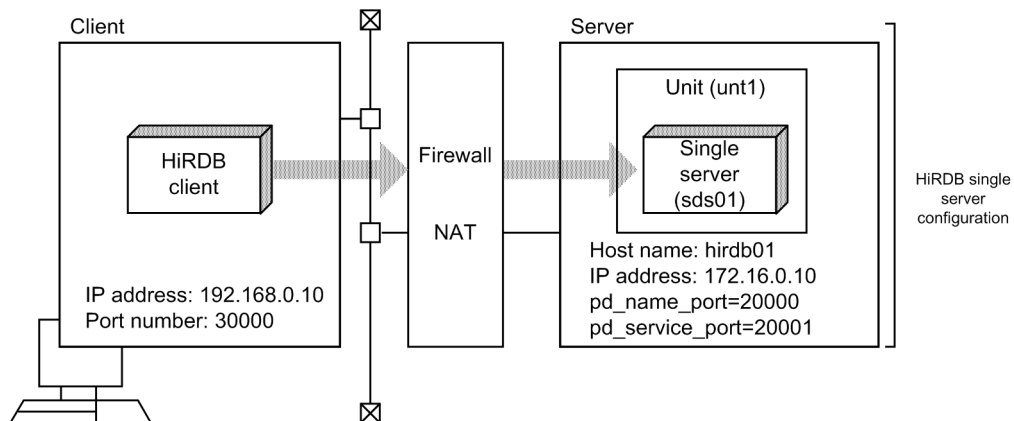 Client
HiRDB
client
IP address: 192.168.0.10
Port number: 30000
Firewall
NAT
Server
Unit (unt1)
Single
server
(sds01)
Host name: hirdb01
IP address: 172.16.0.10
pd_name_port=20000
pd_service_port=20001
HiRDB single
server
configuration